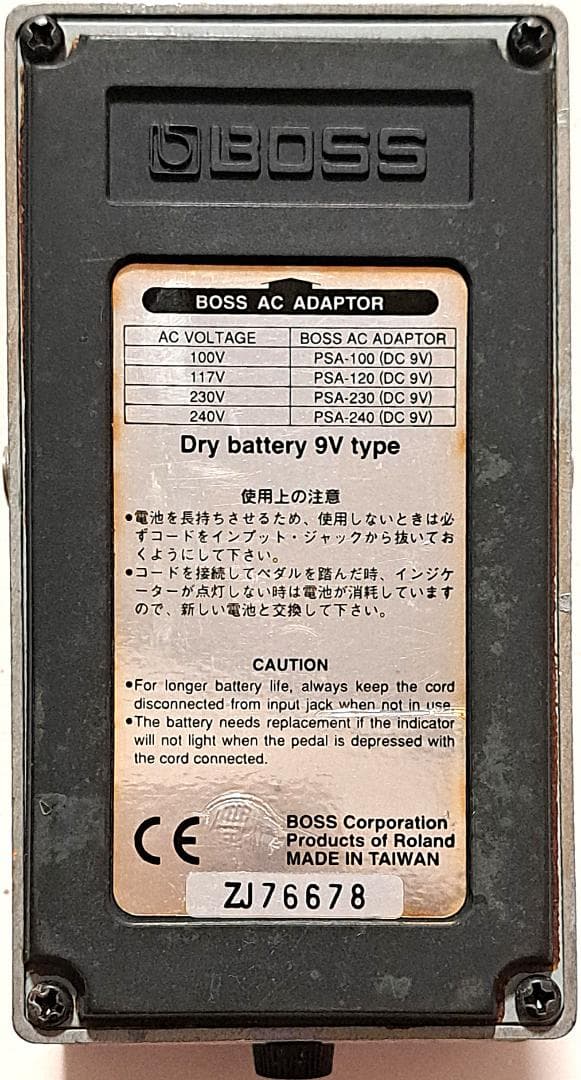 BOSS
BOSS AC ADAPTOR
AC VOLTAGE BOSS AC ADAPTOR
100V PSA-100 (DC 9V)
117V PSA-120 (DC 9V)
230V PSA-230 (DC 9V)
240V PSA-240 (DC 9V)
Dry battery 9V type
使用上の注意
●電池を長持ちさせるため、使用しないときは必
ずコードをインプット・ジャックから抜いてお
くようにして下さい。
●コードを接続してペダルを踏んだ時、インジケ
ーターが点灯しない時は電池が消耗しています
ので、新しい電池と交換して下さい。
CAUTION
●For longer battery life, always keep the cord
disconnected from input jack when not in use.
●The battery needs replacement if the indicator
will not light when the pedal is depressed with
the cord connected.
CE
BOSS Corporation
Products of Roland
MADE IN TAIWAN
ZJ76678